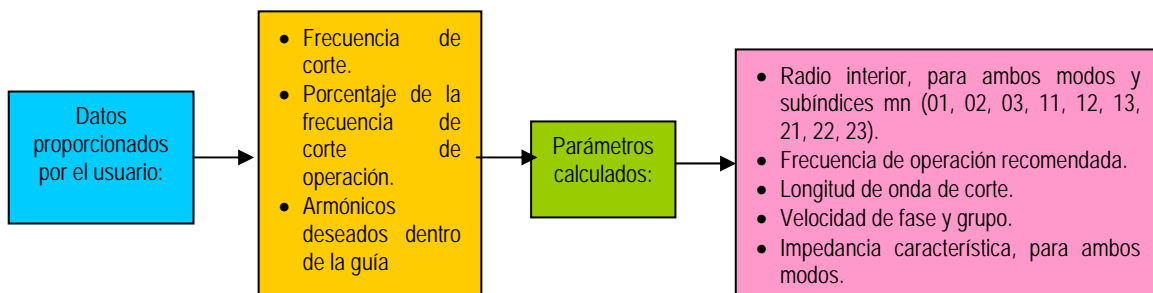 Datos
proporcionados
por el usuario:
• Frecuencia de
corte.
• Porcentaje de la
frecuencia de
corte de
operación.
• Armónicos
deseados dentro
de la guía
Parámetros
calculados:
• Radio interior, para ambos modos y
subíndices mn (01, 02, 03, 11, 12, 13,
21, 22, 23).
• Frecuencia de operación recomendada.
• Longitud de onda de corte.
• Velocidad de fase y grupo.
• Impedancia característica, para ambos
modos.